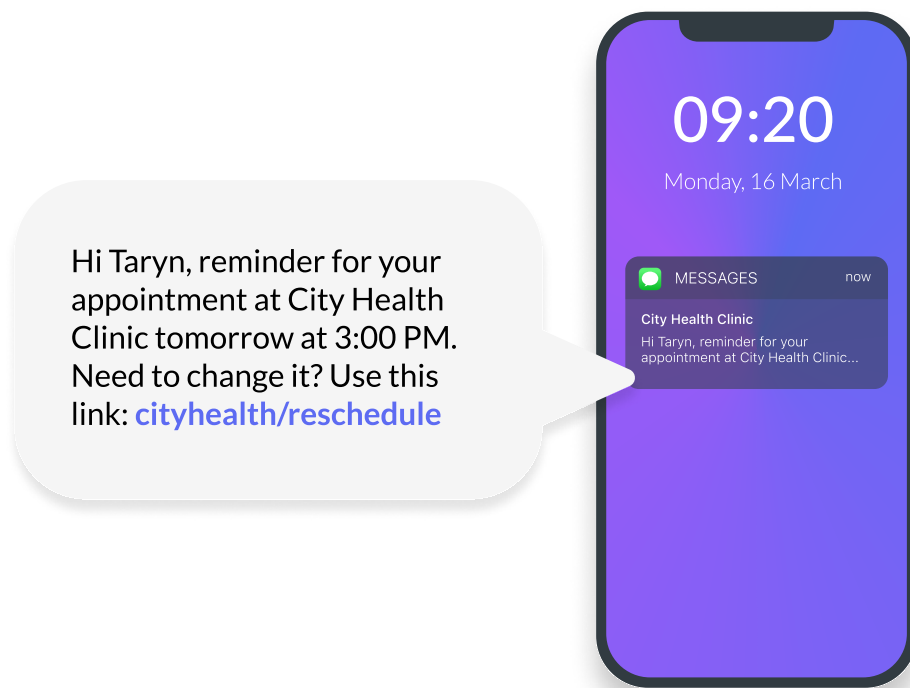 Hi Taryn, reminder for your
appointment at City Health
Clinic tomorrow at 3:00 PM.
Need to change it? Use this
link: cityhealth/reschedule
09:20
Monday, 16 March
MESSAGES now
City Health Clinic
Hi Taryn, reminder for your
appointment at City Health Clinic...